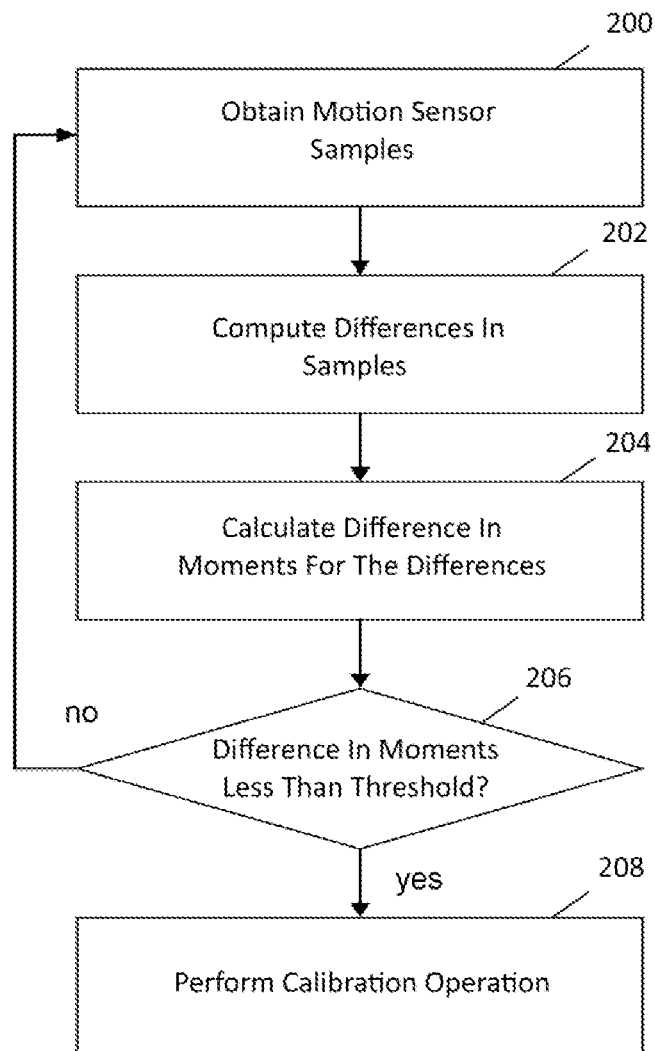 200
Obtain Motion Sensor
Samples
202
Compute Differences In
Samples
204
Calculate Difference In
Moments For The Differences
206
no
Difference In Moments
Less Than Threshold?
yes
208
Perform Calibration Operation